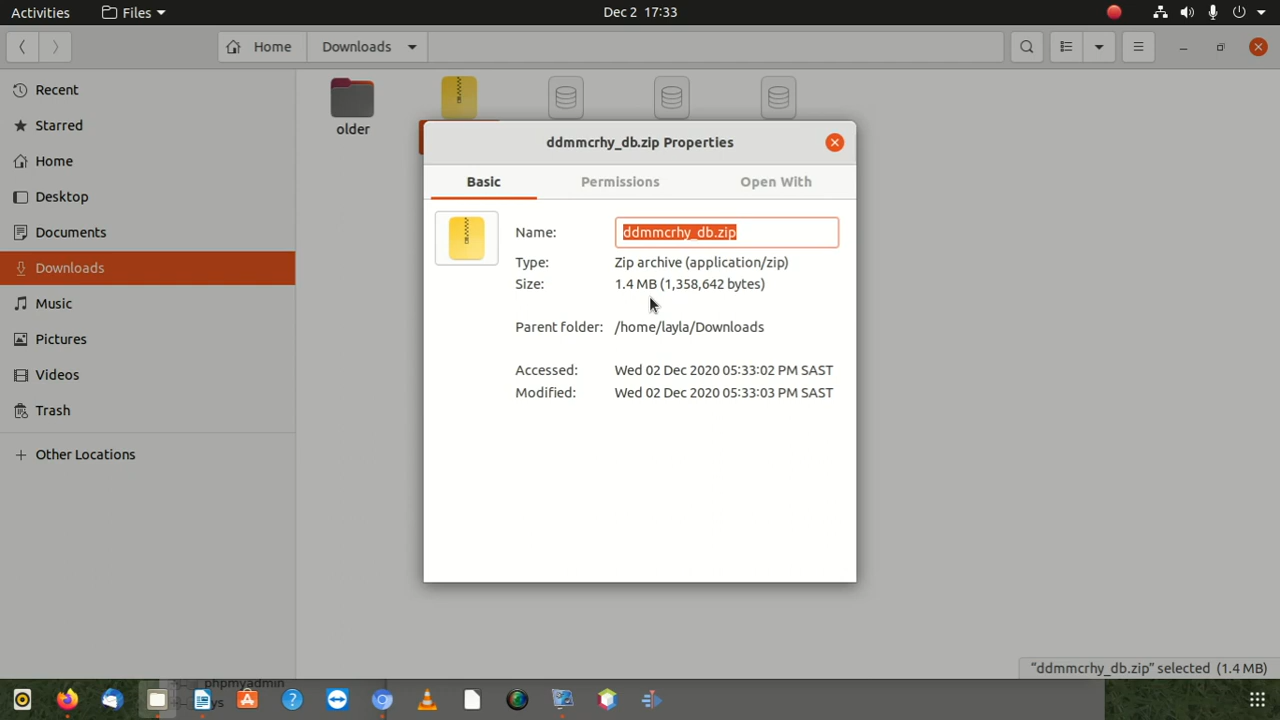 Activities Files Dec 2 17:33
Home Downloads
Recent
Starred
Home
Desktop
Documents
Downloads
Music
Pictures
Videos
Trash
Other Locations
older
ddmmcrhy_db.zip Properties
Basic Permissions Open With
Name: ddmmcrhy_db.zip
Type: Zip archive (application/zip)
Size: 1.4 MB (1,358,642 bytes)
Parent folder: /home/layla/Downloads
Accessed: Wed 02 Dec 2020 05:33:02 PM SAST
Modified: Wed 02 Dec 2020 05:33:03 PM SAST
"ddmmcrhy_db.zip" selected (1.4 MB)
phpmyadmin
ys